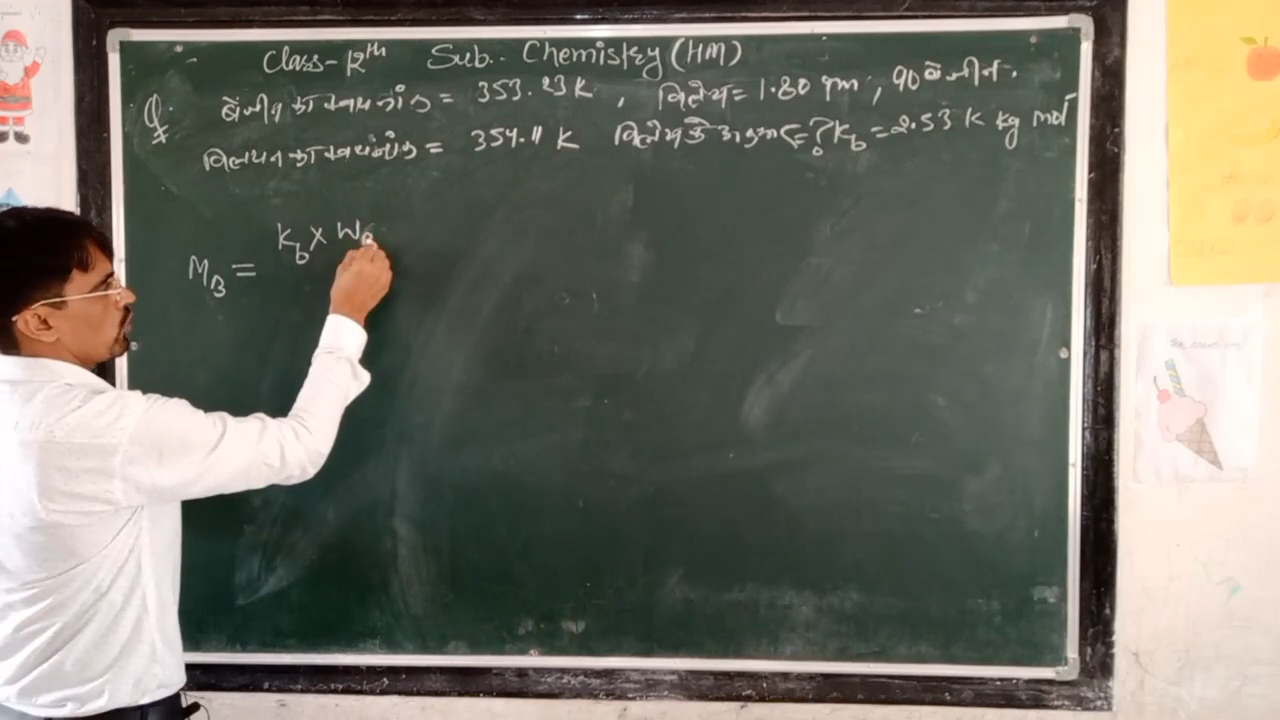 Class-12th Sub.. Chemistry (HM)
Q. बेंजीन का क्वथनांक = 353.23 K , विलेय = 1.80 gm , 90 बेंजीन.
विलयन का क्वथनांक = 354.11 K विलेय के = ? Kb = 2.53 K kg mol⁻
MB = Kb x WB